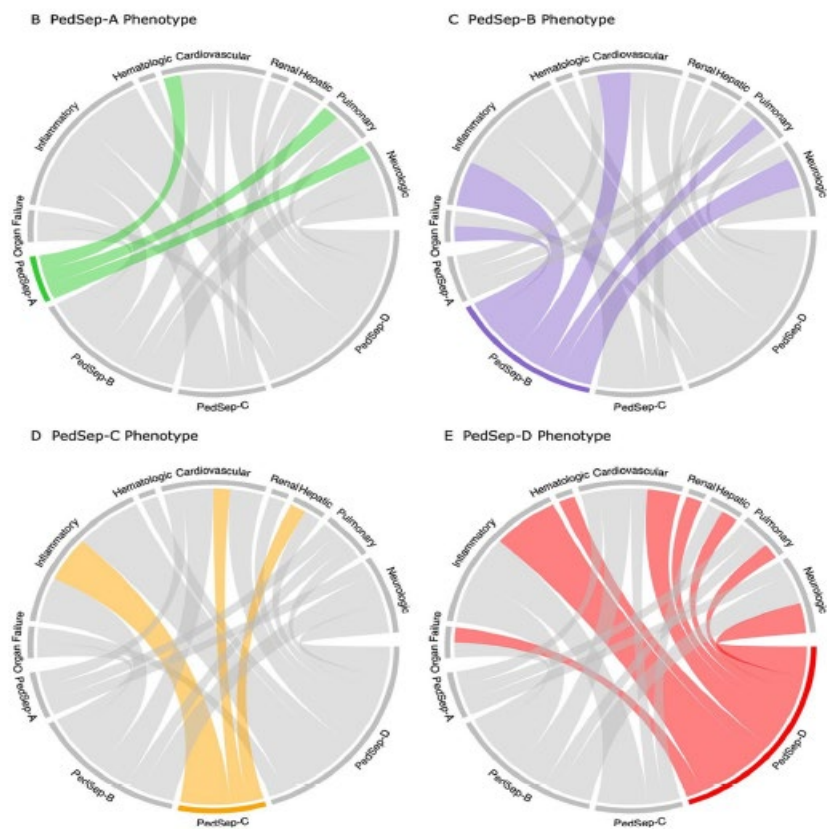 B PedSep-A Phenotype
Inflammatory
Hematologic
Cardiovascular
Renal
Hepatic
Pulmonary
Neurologic
Organ Failure
PedSep-A
PedSep-B
PedSep-C
PedSep-D
C PedSep-B Phenotype
Inflammatory
Hematologic
Cardiovascular
Renal
Hepatic
Pulmonary
Neurologic
Organ Failure
PedSep-A
PedSep-B
PedSep-C
PedSep-D
D PedSep-C Phenotype
Inflammatory
Hematologic
Cardiovascular
Renal
Hepatic
Pulmonary
Neurologic
Organ Failure
PedSep-A
PedSep-B
PedSep-C
PedSep-D
E PedSep-D Phenotype
Inflammatory
Hematologic
Cardiovascular
Renal
Hepatic
Pulmonary
Neurologic
Organ Failure
PedSep-A
PedSep-B
PedSep-C
PedSep-D